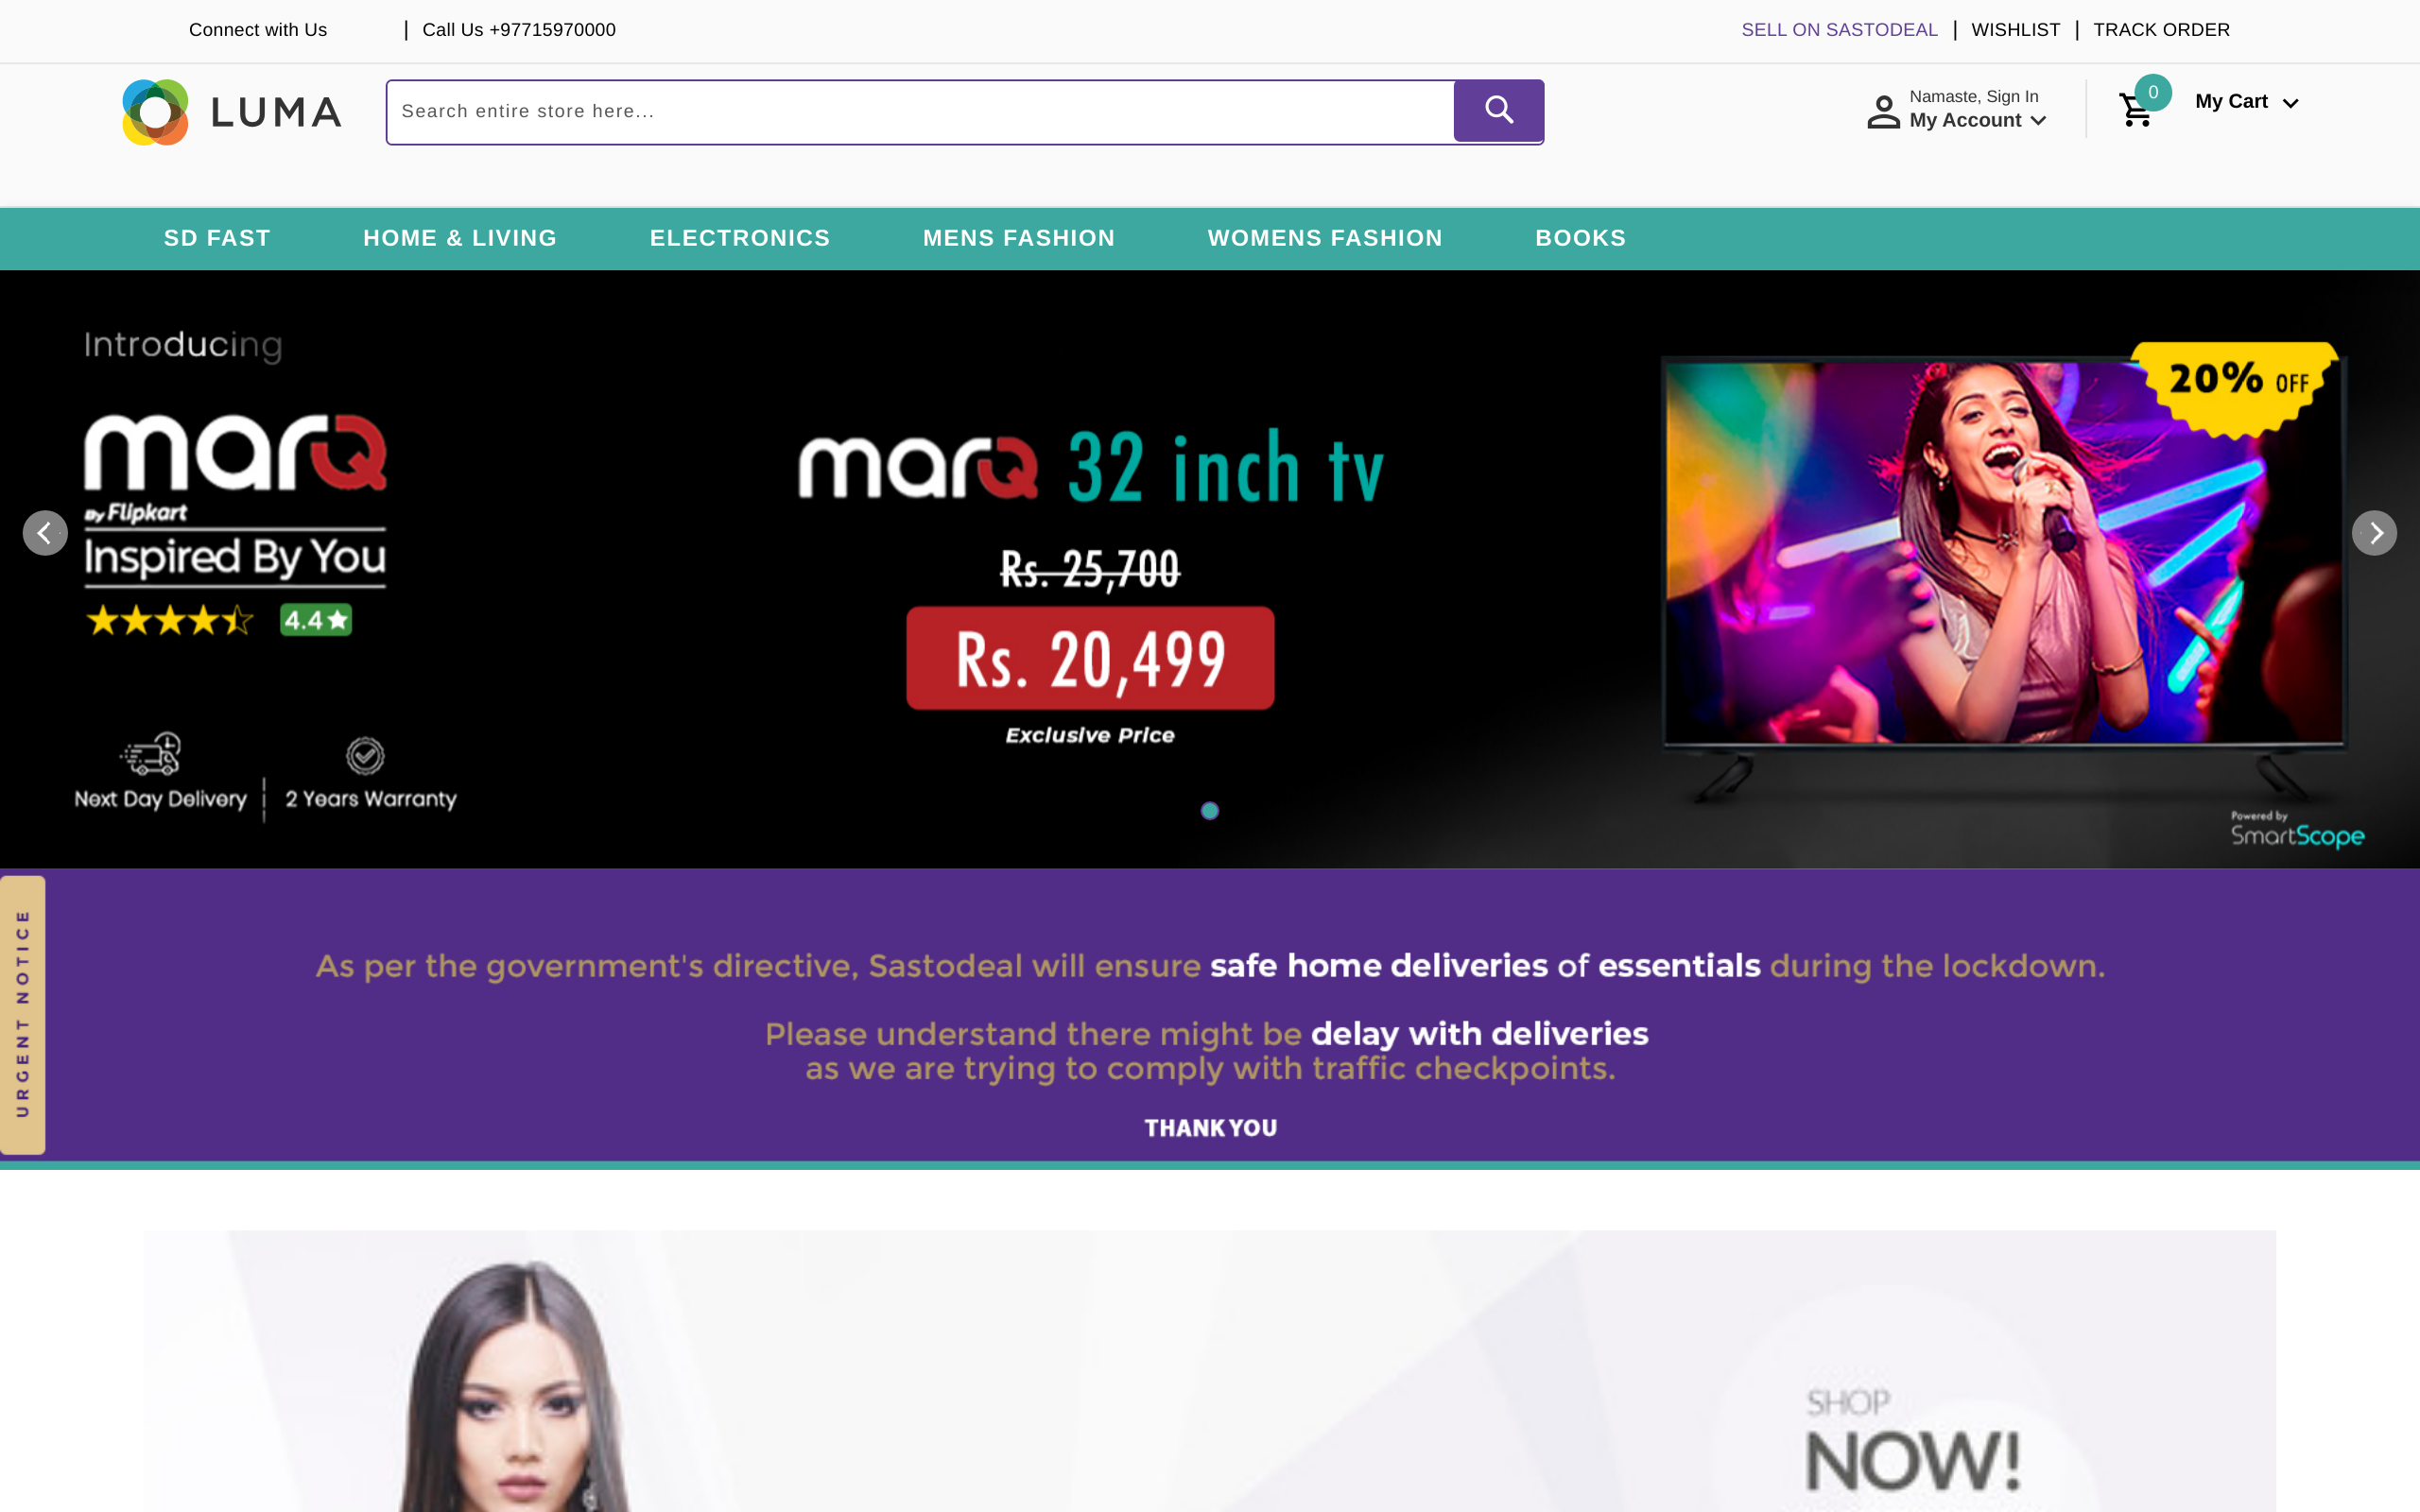 Connect with Us | Call Us +97715970000
SELL ON SASTODEAL | WISHLIST | TRACK ORDER
LUMA
Search entire store here...
Namaste, Sign In
My Account
0
My Cart
SD FAST
HOME & LIVING
ELECTRONICS
MENS FASHION
WOMENS FASHION
BOOKS
Introducing
marQ
By Flipkart
Inspired By You
4.4
Next Day Delivery
2 Years Warranty
marQ 32 inch tv
Rs. 25,700
Rs. 20,499
Exclusive Price
20% OFF
Powered by
SmartScope
URGENT NOTICE
As per the government's directive, Sastodeal will ensure safe home deliveries of essentials during the lockdown.
Please understand there might be delay with deliveries
as we are trying to comply with traffic checkpoints.
THANK YOU
SHOP
NOW!